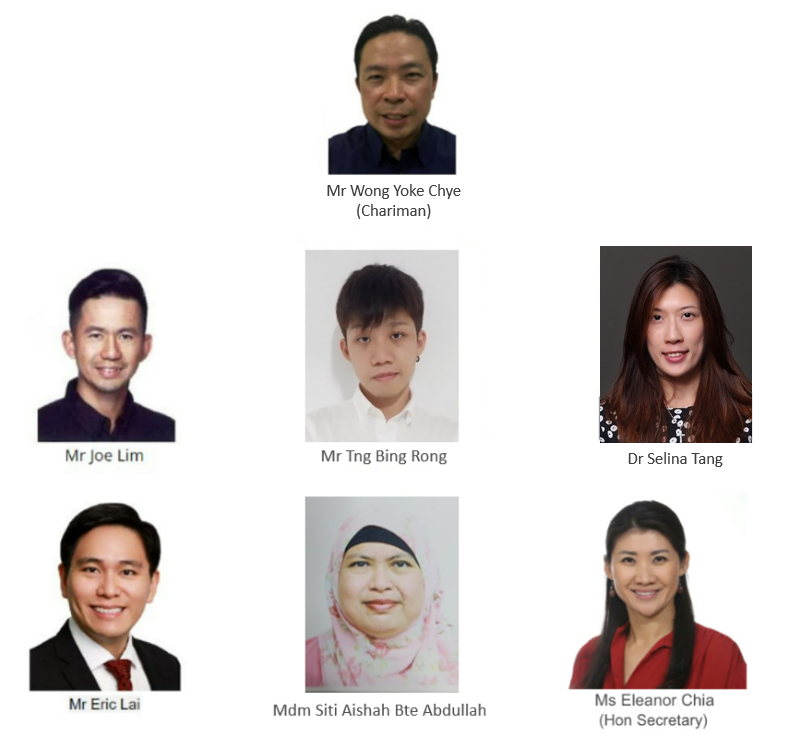 Mr Wong Yoke Chye
(Chariman)
Mr Joe Lim
Mr Tng Bing Rong
Dr Selina Tang
Mr Eric Lai
Mdm Siti Aishah Bte Abdullah
Ms Eleanor Chia
(Hon Secretary)